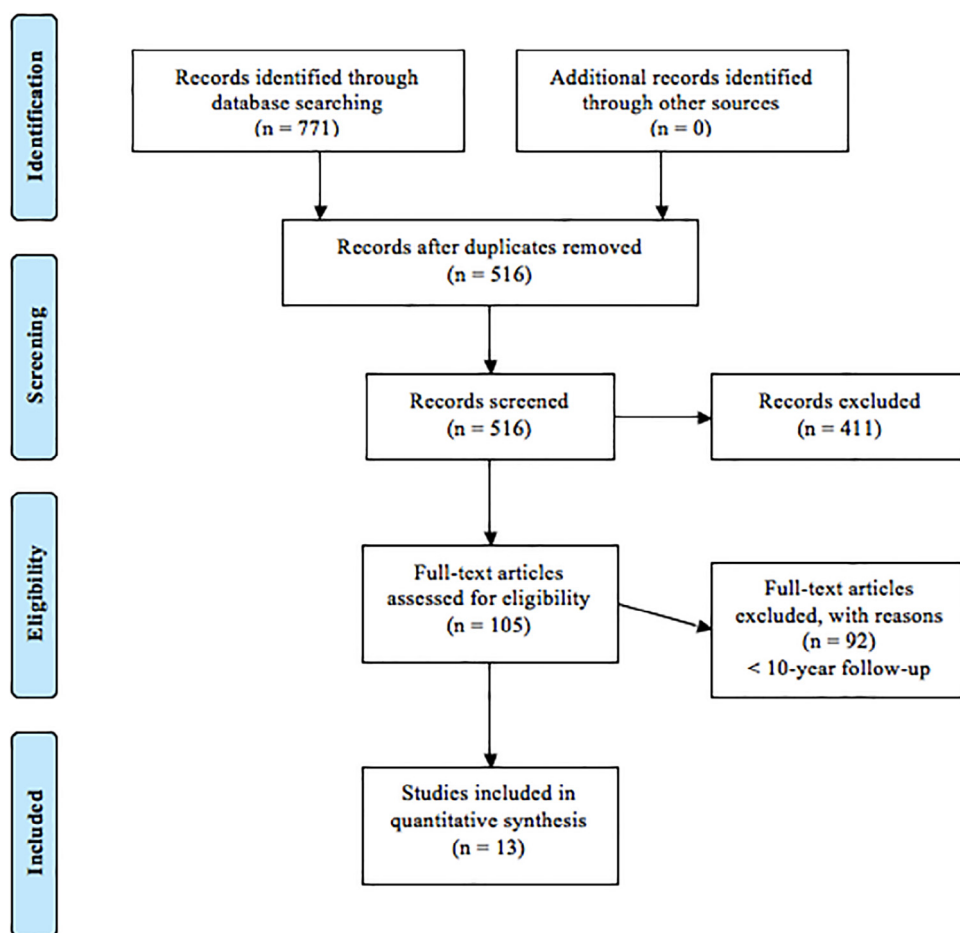 Identification
Records identified through
database searching
(n = 771)
Additional records identified
through other sources
(n = 0)
Records after duplicates removed
(n = 516)
Screening
Records screened
(n = 516)
Records excluded
(n = 411)
Eligibility
Full-text articles
assessed for eligibility
(n = 105)
Full-text articles
excluded, with reasons
(n = 92)
< 10-year follow-up
Included
Studies included in
quantitative synthesis
(n = 13)